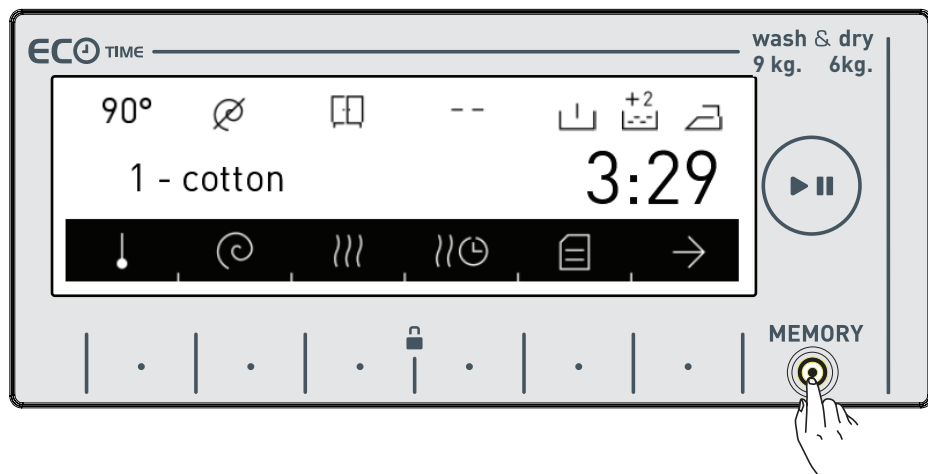 ECO TIME
wash & dry
9 kg. 6kg.
90° -- +2
1 - cotton 3:29
MEMORY